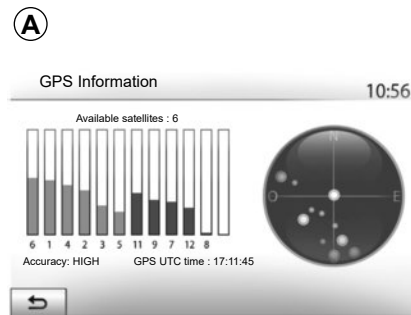 A
GPS Information 10:56
Available satellites : 6
N
O E
6 1 4 2 3 5 11 9 7 12 8
Accuracy: HIGH GPS UTC time : 17:11:45